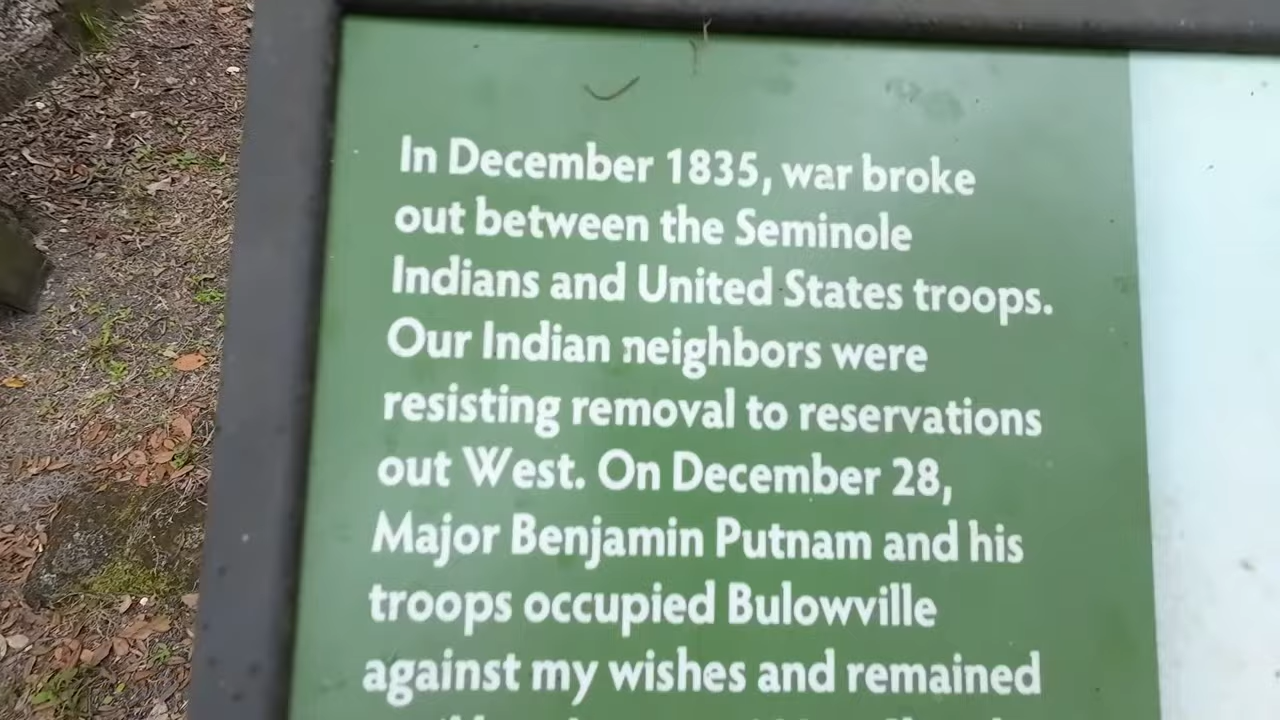 In December 1835, war broke
out between the Seminole
Indians and United States troops.
Our Indian neighbors were
resisting removal to reservations
out West. On December 28,
Major Benjamin Putnam and his
troops occupied Bulowville
against my wishes and remained